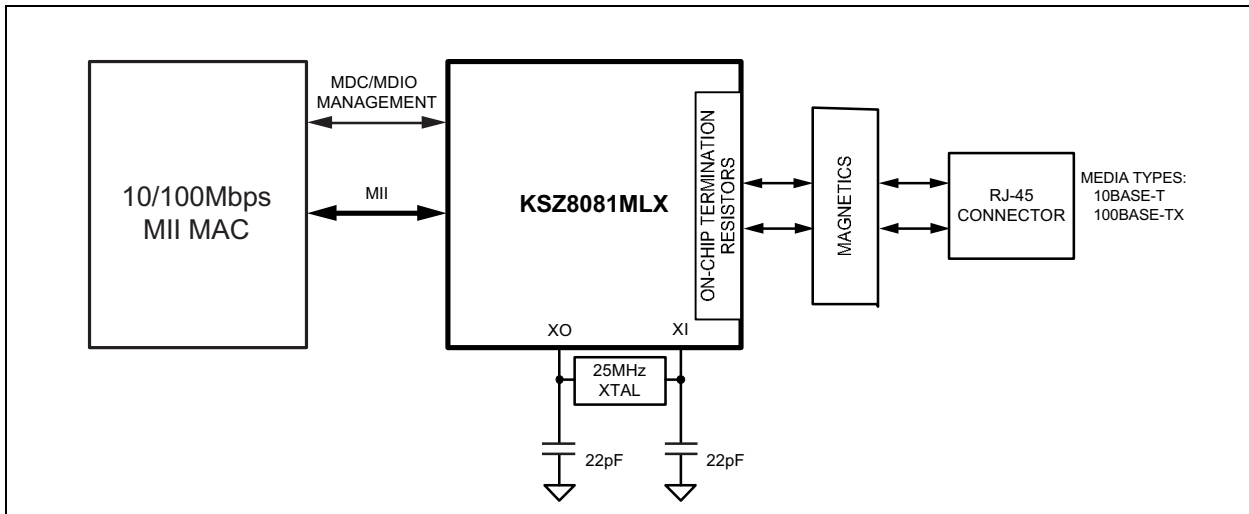 MDC/MDIO
MANAGEMENT
10/100Mbps
MII MAC
MII
KSZ8081MLX
ON-CHIP TERMINATION
RESISTORS
MAGNETICS
RJ-45
CONNECTOR
MEDIA TYPES:
10BASE-T
100BASE-TX
XO
XI
25MHz
XTAL
22pF
22pF